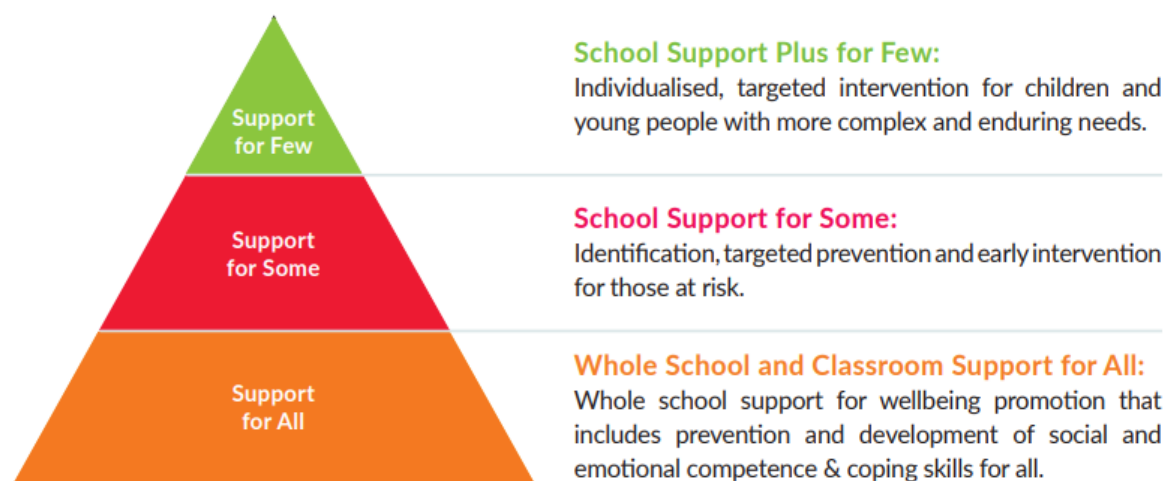 Support
for Few
School Support Plus for Few:
Individualised, targeted intervention for children and
young people with more complex and enduring needs.
Support
for Some
School Support for Some:
Identification, targeted prevention and early intervention
for those at risk.
Support
for All
Whole School and Classroom Support for All:
Whole school support for wellbeing promotion that
includes prevention and development of social and
emotional competence & coping skills for all.